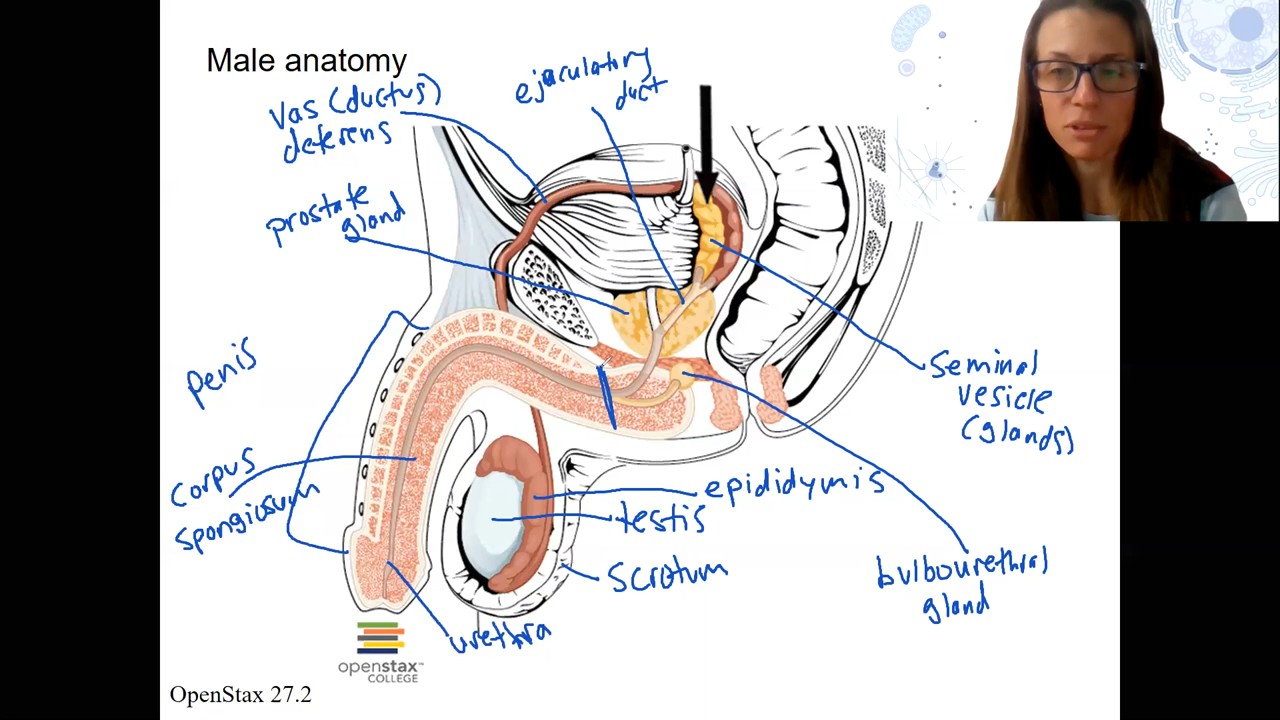 Male anatomy
vas (ductus)
deferens
ejaculatory
duct
prostate
gland
penis
corpus
spongiosum
seminal
vesicle
(glands)
epididymis
testis
scrotum
bulbourethral
gland
urethra
openstax™
COLLEGE
OpenStax 27.2